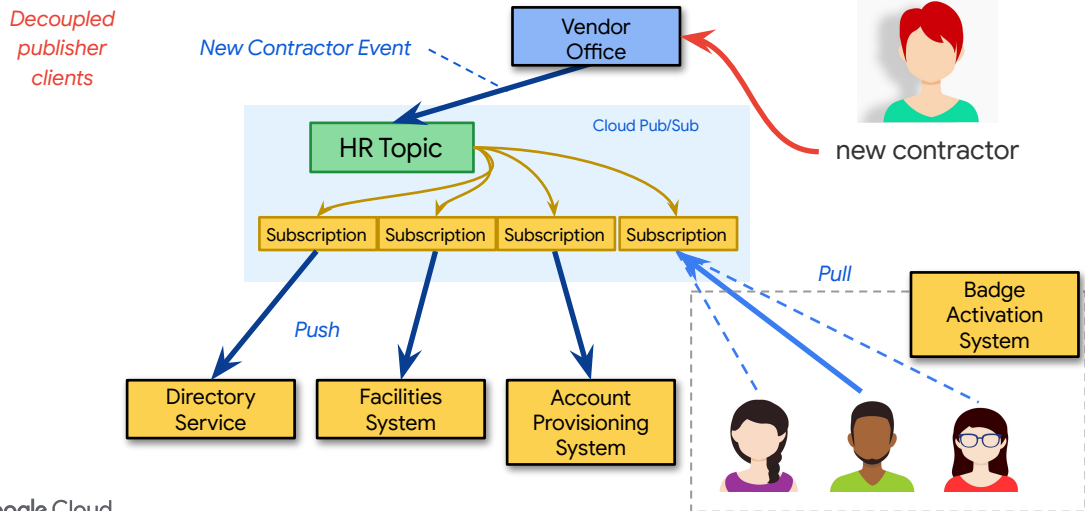 Decoupled
publisher
clients
New Contractor Event
Vendor
Office
Cloud Pub/Sub
HR Topic
new contractor
Subscription
Subscription
Subscription
Subscription
Pull
Push
Badge
Activation
System
Directory
Service
Facilities
System
Account
Provisioning
System
Cloud